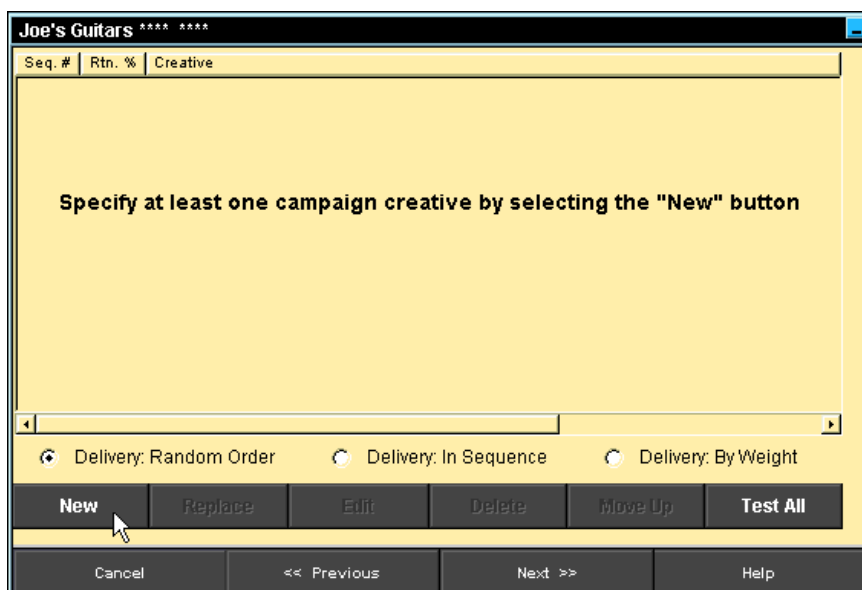 Joe's Guitars **** ****
Seq. # Rtn. % Creative
Specify at least one campaign creative by selecting the "New" button
Delivery: Random Order Delivery: In Sequence Delivery: By Weight
New Replace Edit Delete Move Up Test All
Cancel << Previous Next >> Help